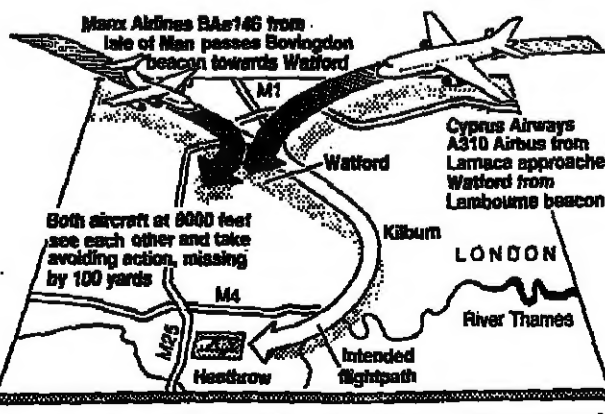 Manx Airlines BAe146 from
Isle of Man passes Bovingdon
beacon towards Watford
M1
Cyprus Airways
A310 Airbus from
Larnaca approaches
Watford from
Lambourne beacon
Watford
Both aircraft at 8000 feet
see each other and take
avoiding action, missing
by 100 yards
Kilburn
LONDON
M4
River Thames
M25
Heathrow
Intended
flightpath